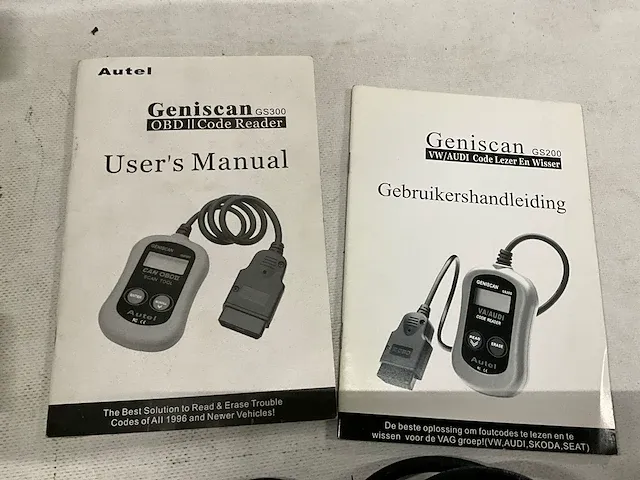 Autel
Geniscan GS300
OBD II Code Reader
User's Manual
GENISCAN
CAN OBDII
SCAN TOOL
Autel
The Best Solution to Read & Erase Trouble
Codes of All 1996 and Newer Vehicles!
Geniscan GS200
VW/AUDI Code Lezer En Wisser
Gebruikershandleiding
GENISCAN
VA/AUDI
CODE READER
READ
ERASE
Autel
De beste oplossing om foutcodes te lezen en te
wissen voor de VAG groep!(VW,AUDI,SKODA,SEAT)